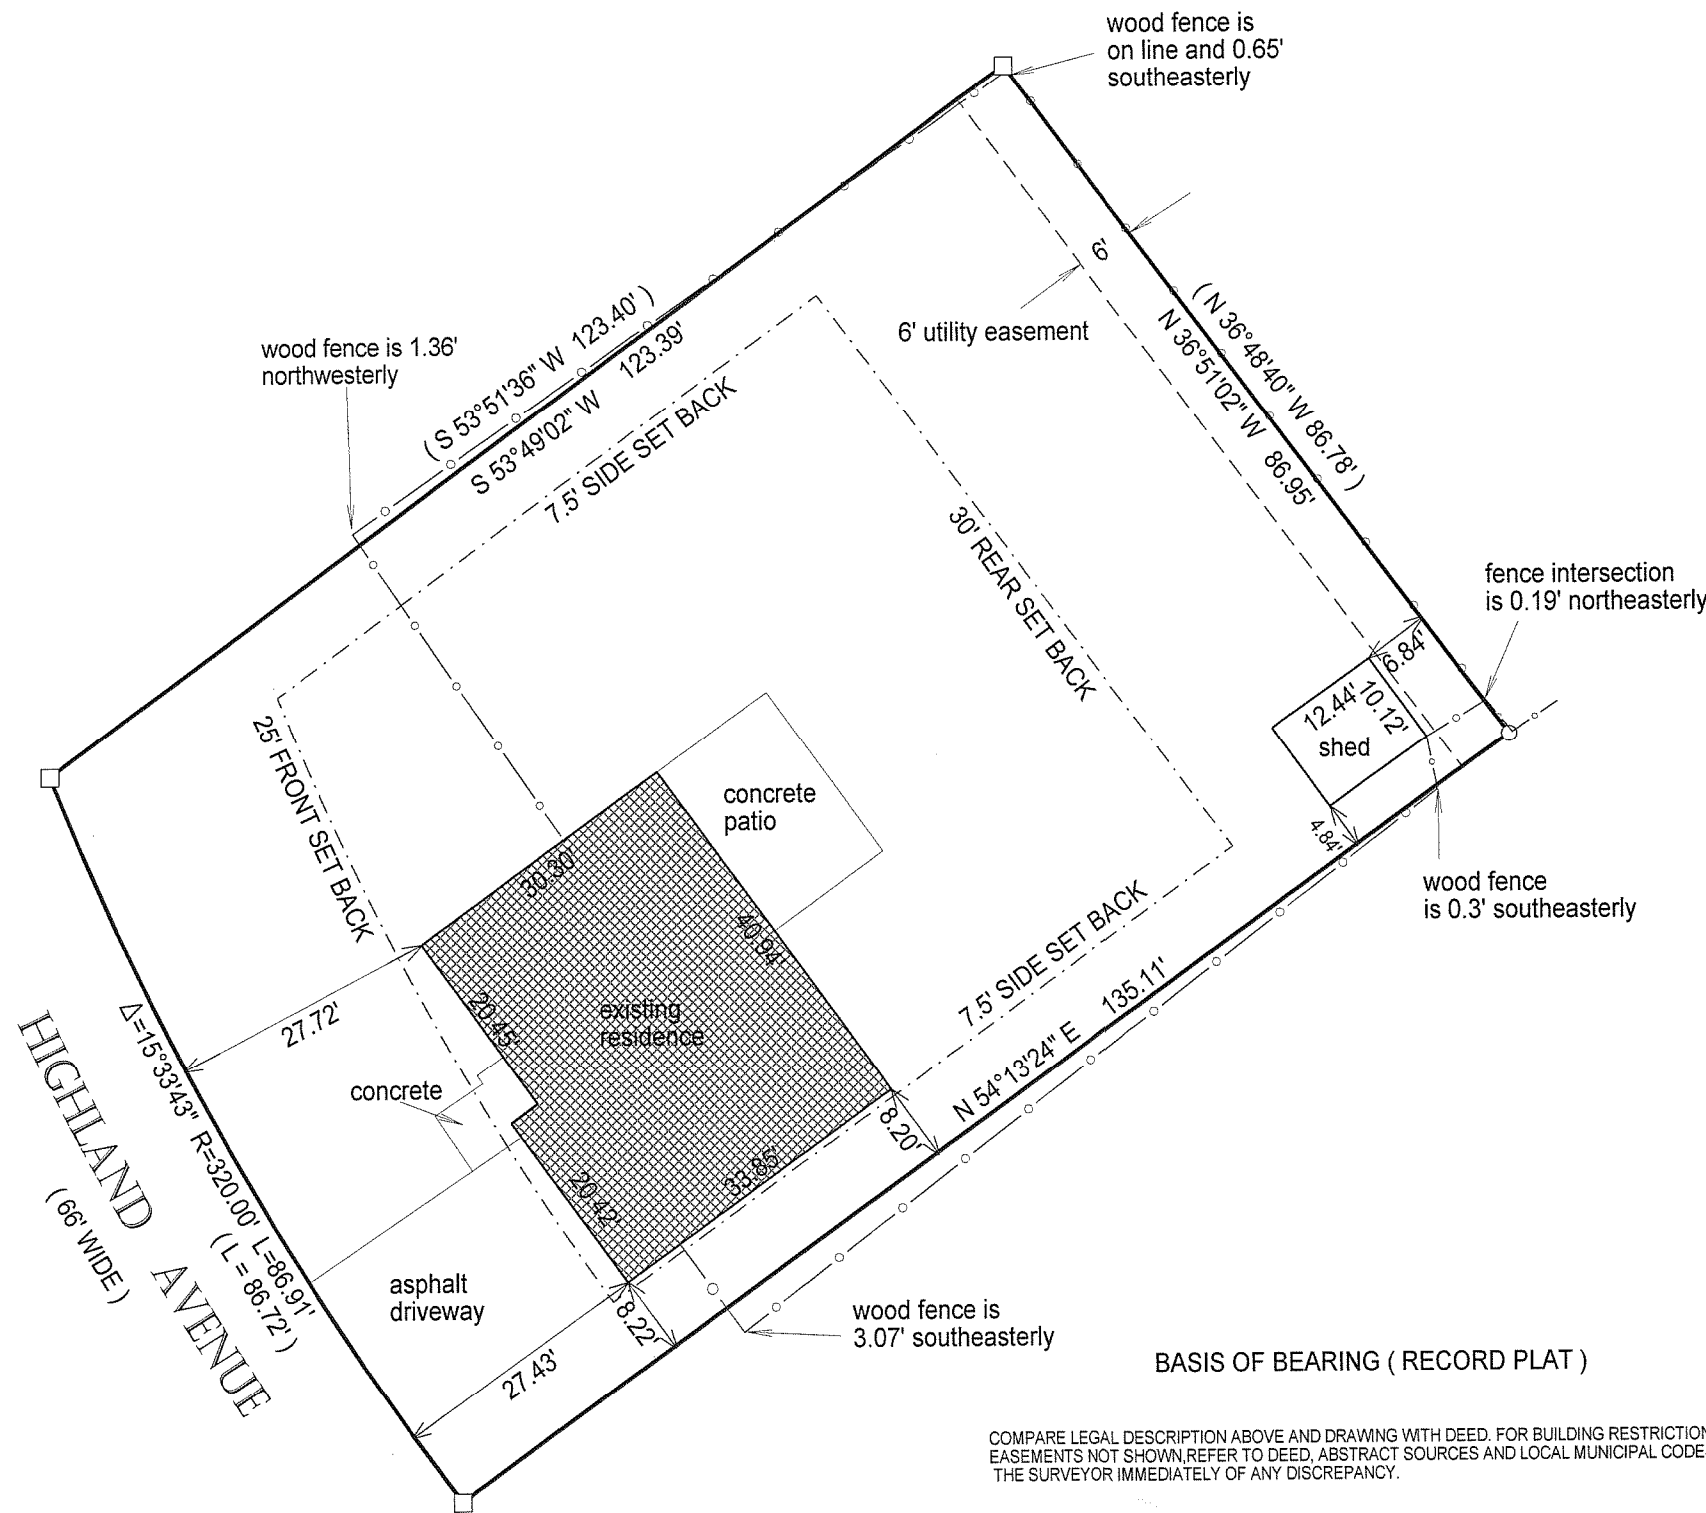 wood fence is
on line and 0.65'
southeasterly
6'
6' utility easement
( N 36°48'40" W 86.78' )
N 36°51'02" W 86.95'
wood fence is 1.36'
northwesterly
( S 53°51'36" W 123.40' )
S 53°49'02" W 123.39'
7.5' SIDE SET BACK
30' REAR SET BACK
fence intersection
is 0.19' northeasterly
6.84'
12.44'
10.12'
shed
4.84'
25' FRONT SET BACK
concrete
patio
wood fence
is 0.3' southeasterly
30.30'
40.94'
7.5' SIDE SET BACK
N 54°13'24" E 135.11'
27.72'
20.45'
existing
residence
concrete
8.20'
33.85'
20.42'
Δ=15°33'43" R=320.00' L=86.91'
( L = 86.72' )
HIGHLAND AVENUE
( 66' WIDE )
asphalt
driveway
8.22'
27.43'
wood fence is
3.07' southeasterly
BASIS OF BEARING ( RECORD PLAT )
COMPARE LEGAL DESCRIPTION ABOVE AND DRAWING WITH DEED. FOR BUILDING RESTRICTION
EASEMENTS NOT SHOWN,REFER TO DEED, ABSTRACT SOURCES AND LOCAL MUNICIPAL CODE
THE SURVEYOR IMMEDIATELY OF ANY DISCREPANCY.